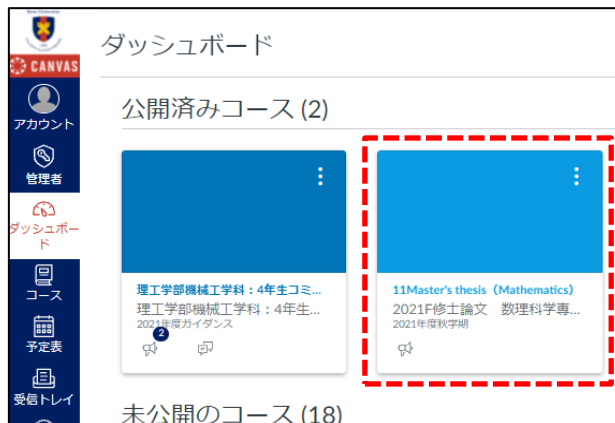 CANVAS
アカウント
管理者
ダッシュボー
ド
コース
予定表
受信トレイ
ダッシュボード
公開済みコース (2)
理工学部機械工学科：4年生コミ...
理工学部機械工学科：4年生...
2021年度ガイダンス
2
11Master's thesis（Mathematics）
2021F修士論文　数理科学専...
2021年度秋学期
未公開のコース (18)